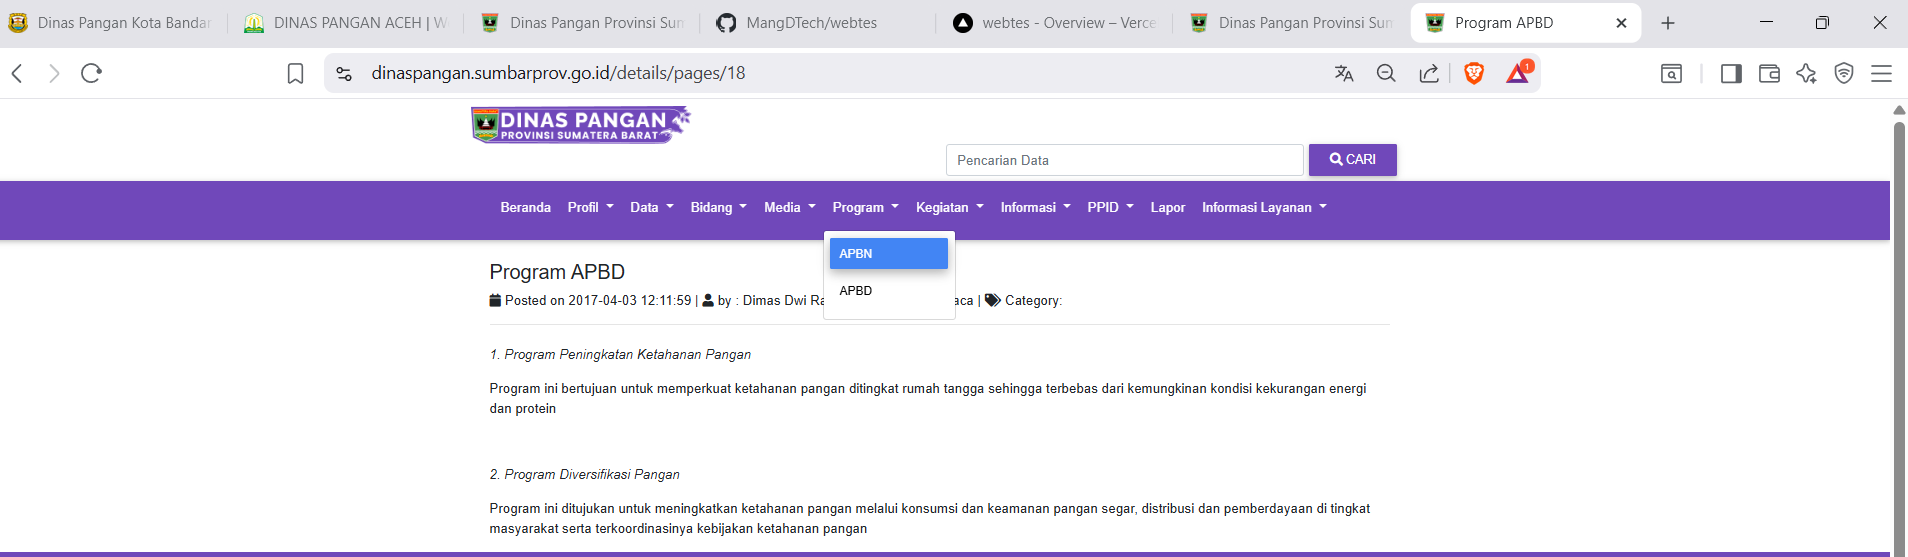 Dinas Pangan Kota Bandar
DINAS PANGAN ACEH | W
Dinas Pangan Provinsi Sum
MangDTech/webtes
webtes - Overview – Verce
Dinas Pangan Provinsi Sum
Program APBD
dinaspangan.sumbarprov.go.id/details/pages/18
1
DINAS PANGAN
PROVINSI SUMATERA BARAT
Pencarian Data
CARI
Beranda Profil Data Bidang Media Program Kegiatan Informasi PPID Lapor Informasi Layanan
APBN
APBD
Program APBD
Posted on 2017-04-03 12:11:59 | by : Dimas Dwi Ra aca | Category:
1. Program Peningkatan Ketahanan Pangan
Program ini bertujuan untuk memperkuat ketahanan pangan ditingkat rumah tangga sehingga terbebas dari kemungkinan kondisi kekurangan energi
dan protein
2. Program Diversifikasi Pangan
Program ini ditujukan untuk meningkatkan ketahanan pangan melalui konsumsi dan keamanan pangan segar, distribusi dan pemberdayaan di tingkat
masyarakat serta terkoordinasinya kebijakan ketahanan pangan